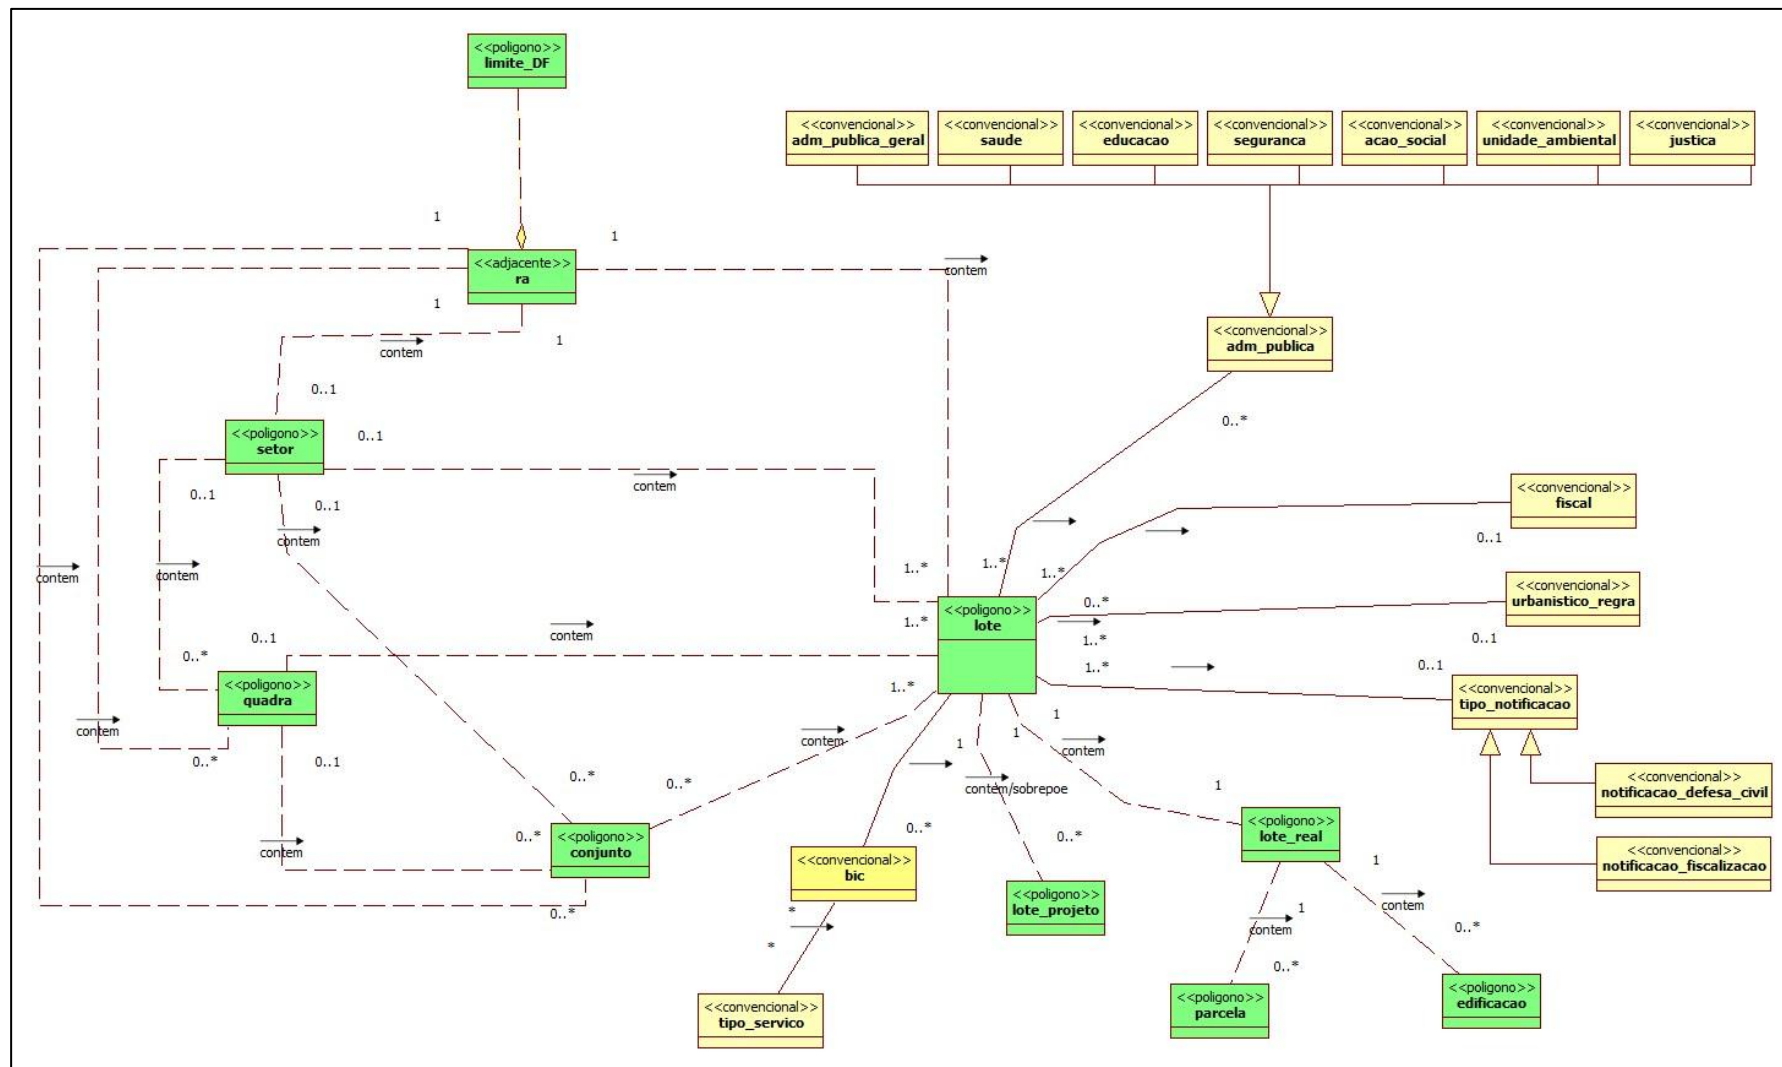 <<poligono>>
limite_DF
<<convencional>>
adm_publica_geral
<<convencional>>
saude
<<convencional>>
educacao
<<convencional>>
seguranca
<<convencional>>
acao_social
<<convencional>>
unidade_ambiental
<<convencional>>
justica
1
1
<<adjacente>>
ra
contem
1
1
contem
<<convencional>>
adm_publica
0..1
0..*
<<poligono>>
setor
0..1
contem
0..1
0..1
contem
<<convencional>>
fiscal
0..1
contem
contem
1..*
1..*
1..*
0..*
<<convencional>>
urbanistico_regra
<<poligono>>
lote
1..*
1..*
0..1
contem
0..1
0..*
1..*
0..1
<<poligono>>
quadra
1..*
<<convencional>>
tipo_notificacao
contem
0..*
0..1
contem
1
1
1
contem
0..*
0..*
contem/sobrepoe
1
<<convencional>>
notificacao_defesa_civil
<<poligono>>
conjunto
0..*
contem
0..*
0..*
<<poligono>>
lote_real
<<convencional>>
notificacao_fiscalizacao
<<convencional>>
bic
1
<<poligono>>
lote_projeto
contem
0..*
*
1
contem
0..*
*
0..*
<<convencional>>
tipo_servico
<<poligono>>
parcela
<<poligono>>
edificacao